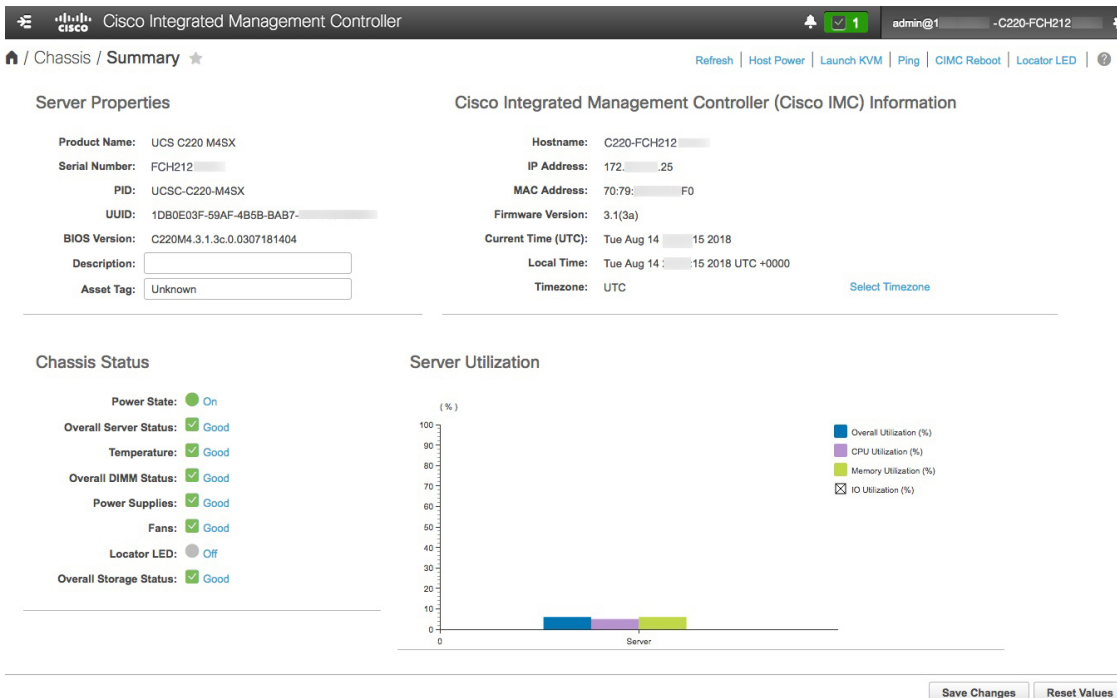 cisco Cisco Integrated Management Controller 1 admin@1 -C220-FCH212
/ Chassis / Summary Refresh | Host Power | Launch KVM | Ping | CIMC Reboot | Locator LED | ?
Server Properties
Product Name: UCS C220 M4SX
Serial Number: FCH212
PID: UCSC-C220-M4SX
UUID: 1DB0E03F-59AF-4B5B-BAB7-
BIOS Version: C220M4.3.1.3c.0.0307181404
Description:
Asset Tag: Unknown
Cisco Integrated Management Controller (Cisco IMC) Information
Hostname: C220-FCH212
IP Address: 172. .25
MAC Address: 70:79: F0
Firmware Version: 3.1(3a)
Current Time (UTC): Tue Aug 14 15 2018
Local Time: Tue Aug 14 :15 2018 UTC +0000
Timezone: UTC Select Timezone
Chassis Status
Power State: On
Overall Server Status: Good
Temperature: Good
Overall DIMM Status: Good
Power Supplies: Good
Fans: Good
Locator LED: Off
Overall Storage Status: Good
Server Utilization
(%)
100
90
80
70
60
50
40
30
20
10
0
0 Server
Overall Utilization (%)
CPU Utilization (%)
Memory Utilization (%)
IO Utilization (%)
Save Changes Reset Values